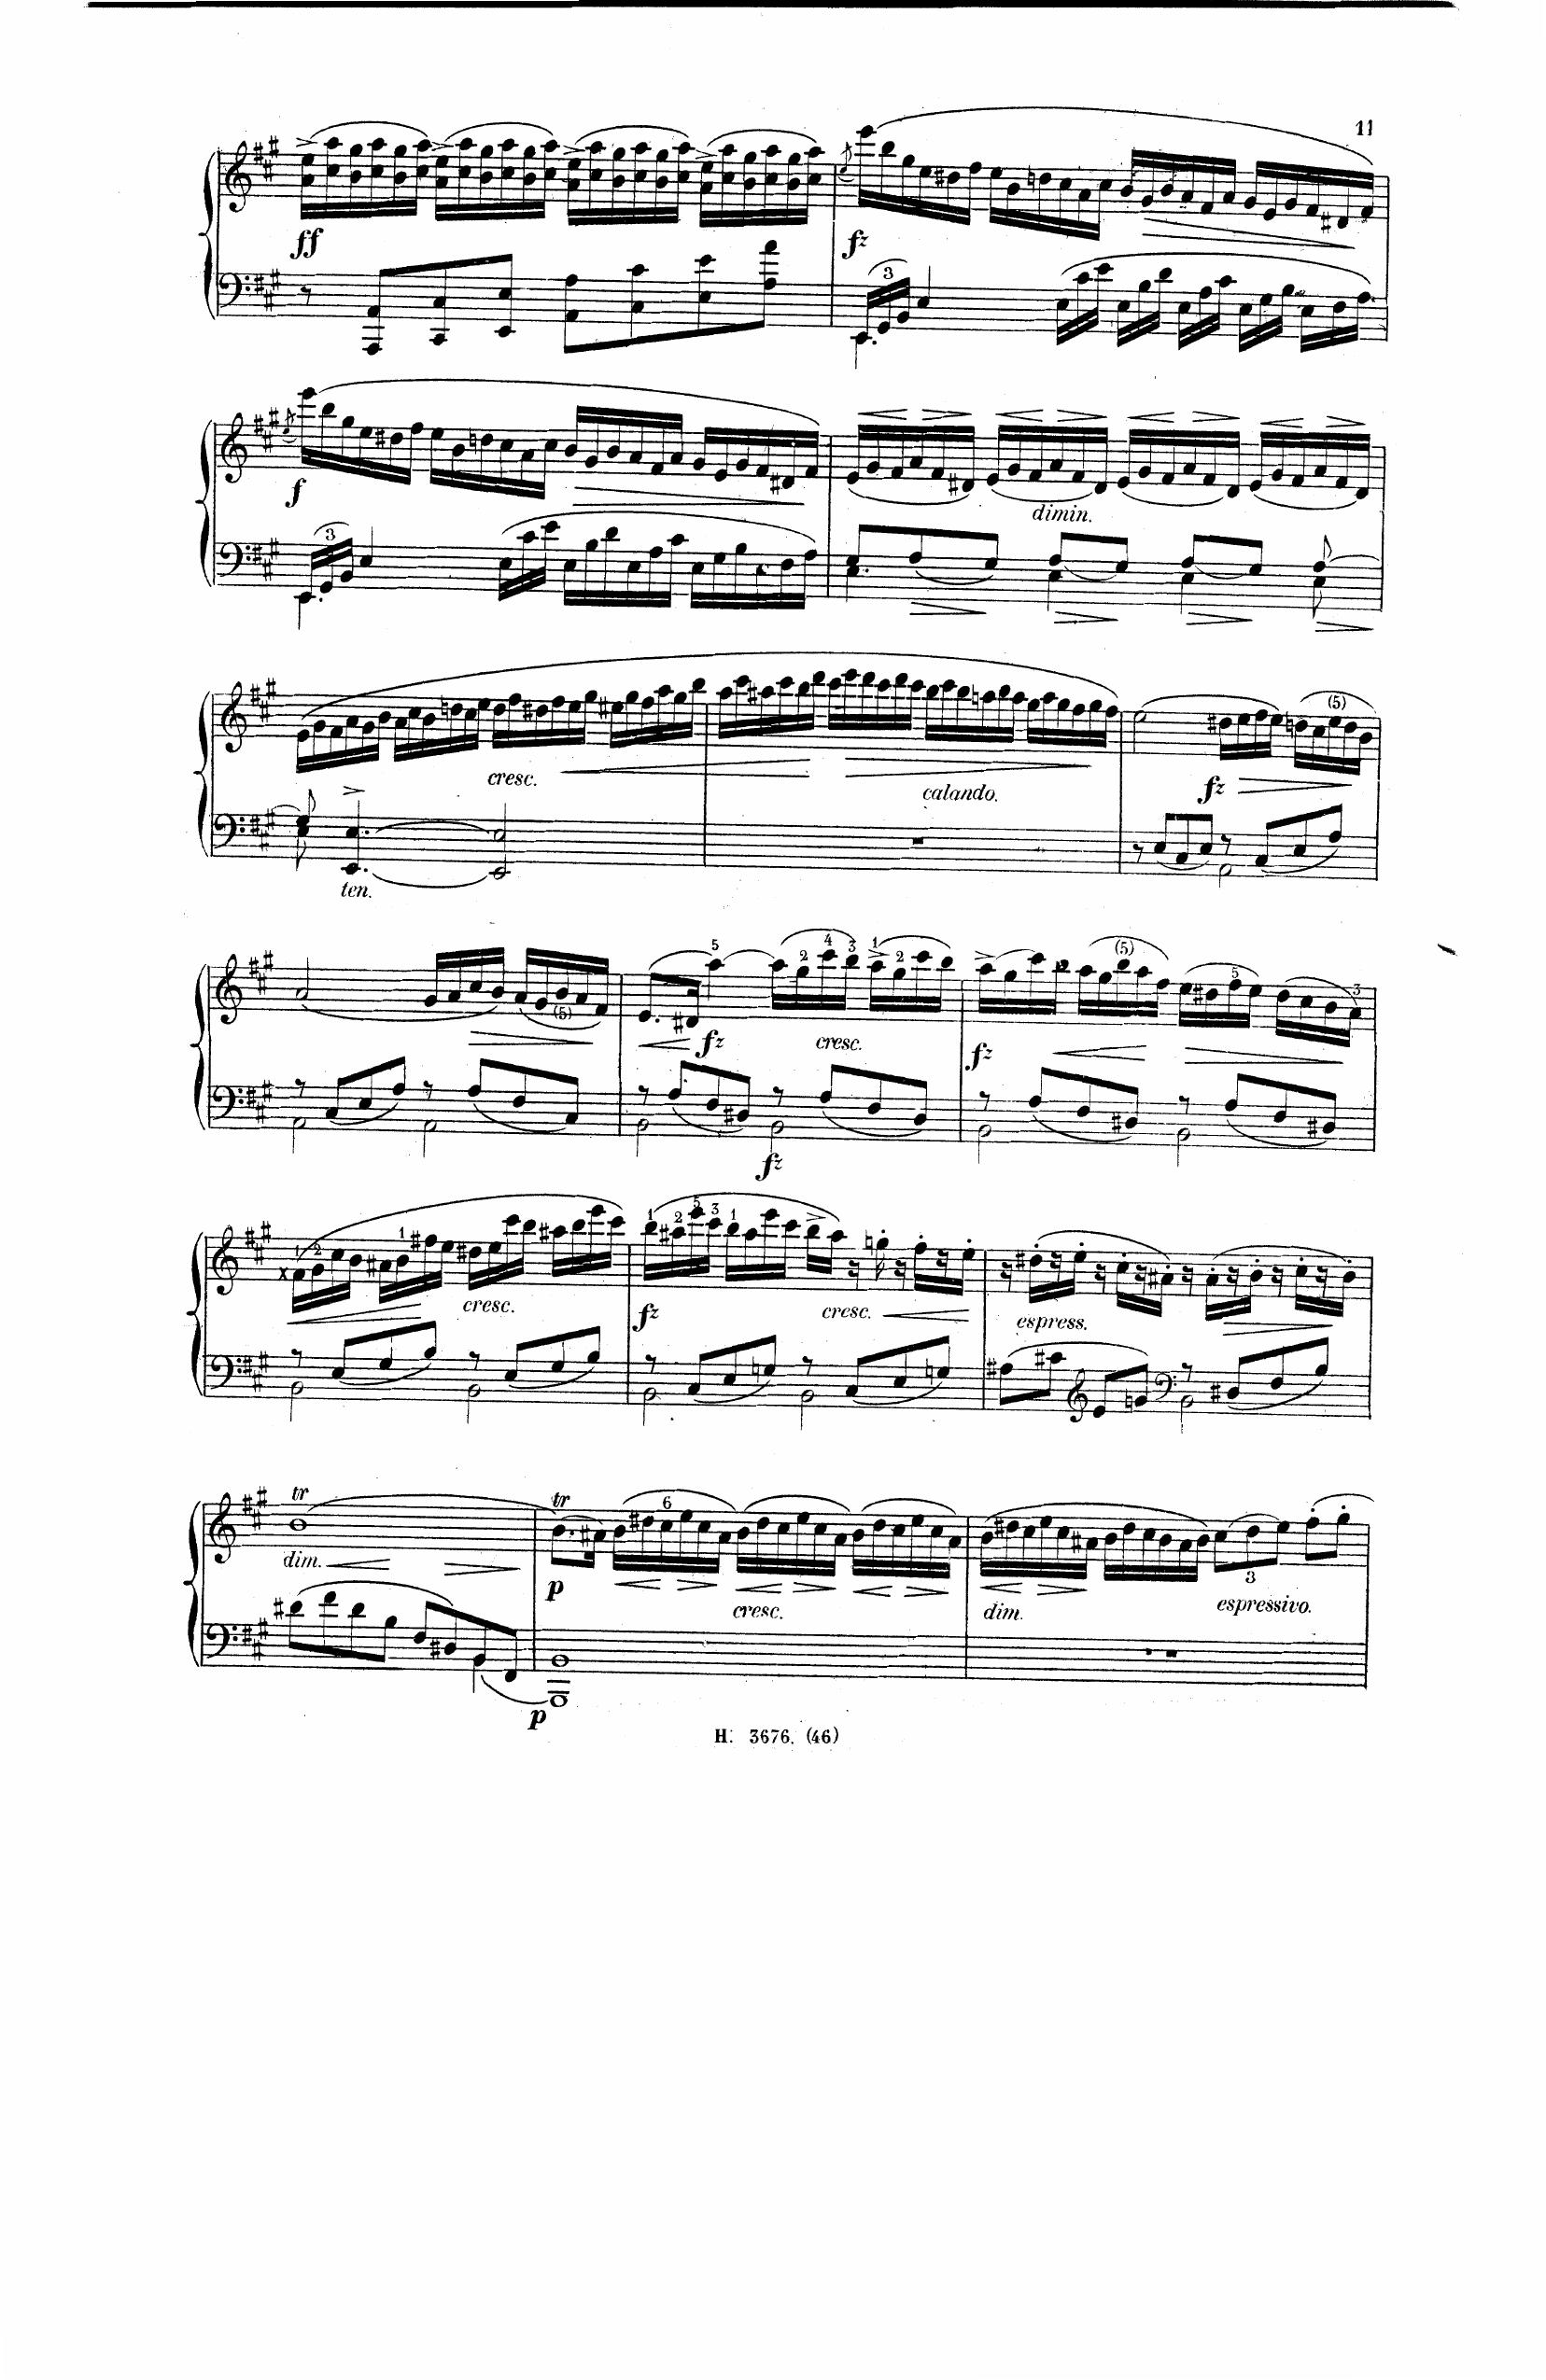 11
ff
fz
3
f
3
dimin.
cresc.
calando.
fz
(5)
ten.
(5)
5
2
4
3
1
2
(5)
5
3
fz
cresc.
fz
fz
1
2
1
1
2
5
3
1
cresc.
fz
cresc.
espress.
tr
tr
6
dim.
p
cresc.
dim.
3
espressivo.
p
H. 3676. (46)